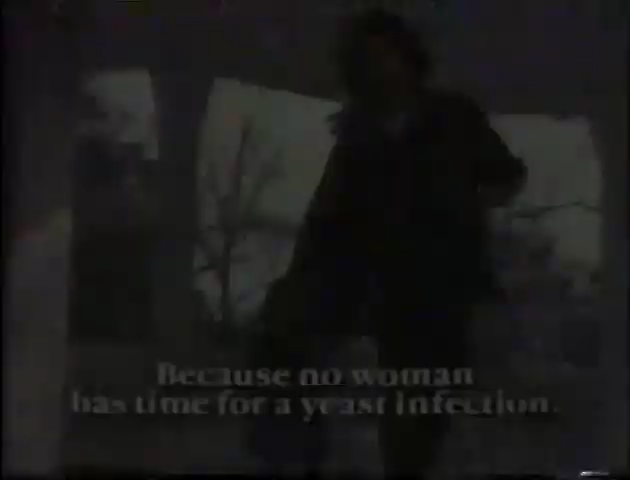 Because no woman
has time for a yeast infection.